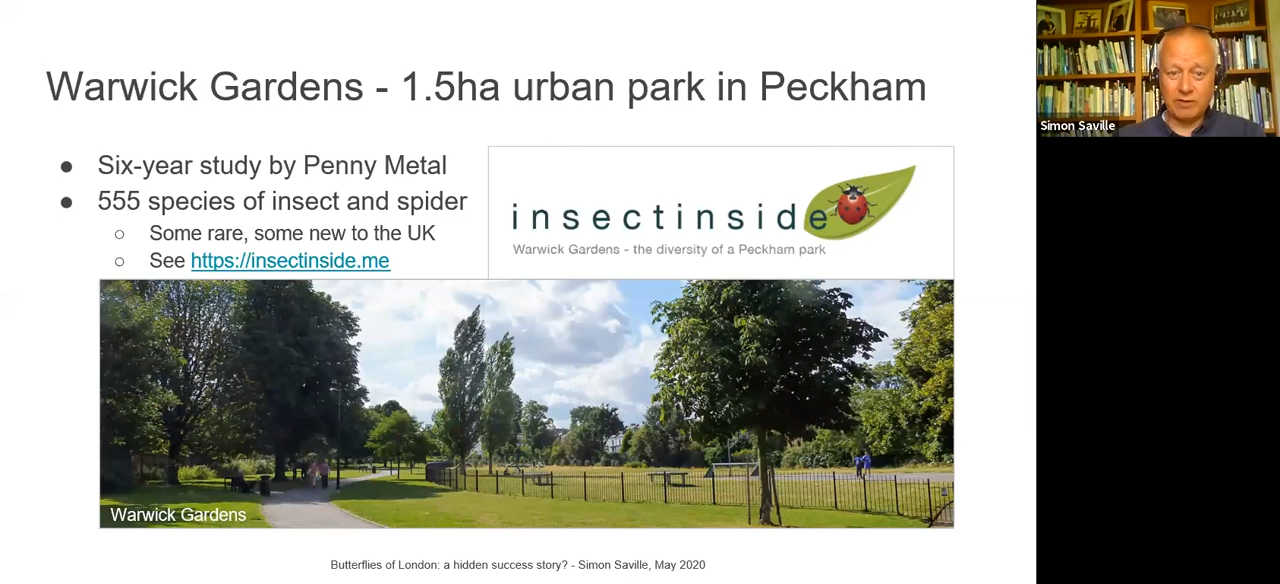 Warwick Gardens - 1.5ha urban park in Peckham
Simon Saville
● Six-year study by Penny Metal
● 555 species of insect and spider
○ Some rare, some new to the UK
○ See https://insectinside.me
insectinside
Warwick Gardens - the diversity of a Peckham park
Warwick Gardens
Butterflies of London: a hidden success story? - Simon Saville, May 2020